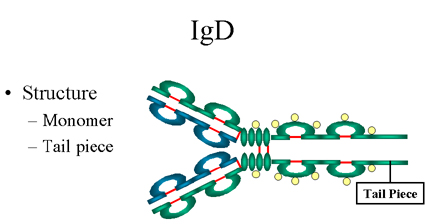 IgD
• Structure
– Monomer
– Tail piece
Tail Piece